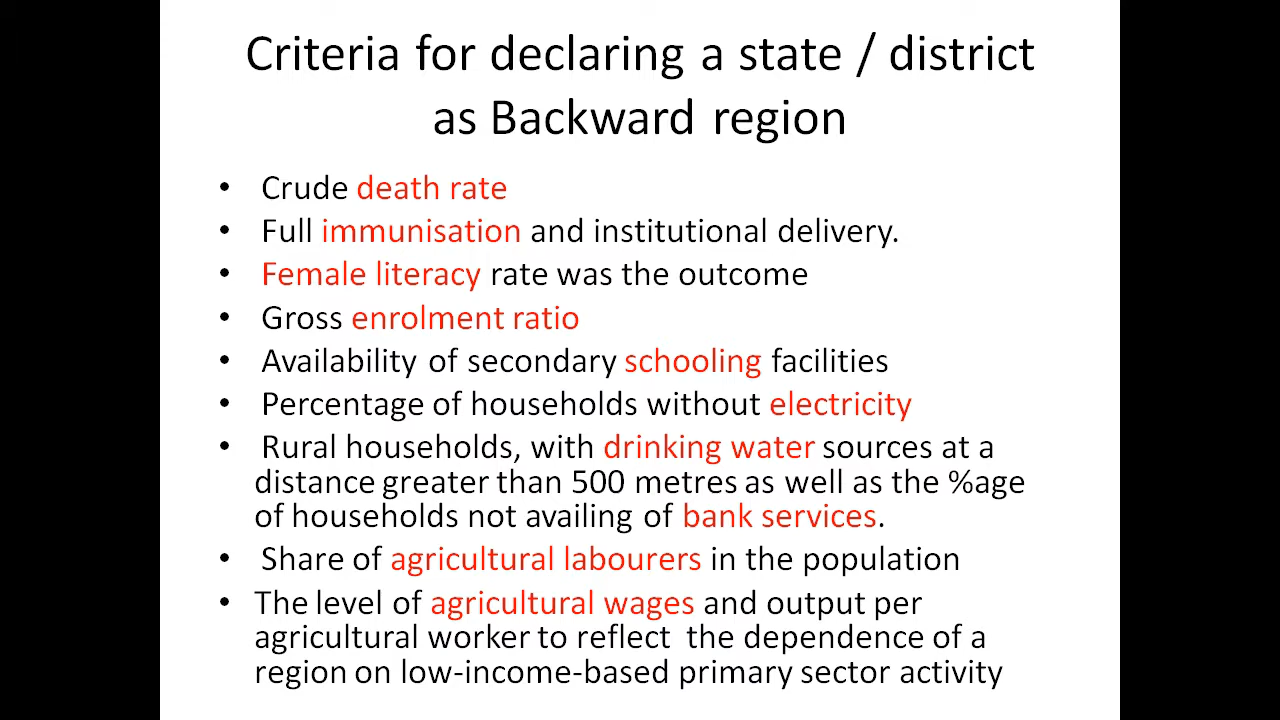 Criteria for declaring a state / district
as Backward region
• Crude death rate
• Full immunisation and institutional delivery.
• Female literacy rate was the outcome
• Gross enrolment ratio
• Availability of secondary schooling facilities
• Percentage of households without electricity
• Rural households, with drinking water sources at a
distance greater than 500 metres as well as the %age
of households not availing of bank services.
• Share of agricultural labourers in the population
• The level of agricultural wages and output per
agricultural worker to reflect the dependence of a
region on low-income-based primary sector activity